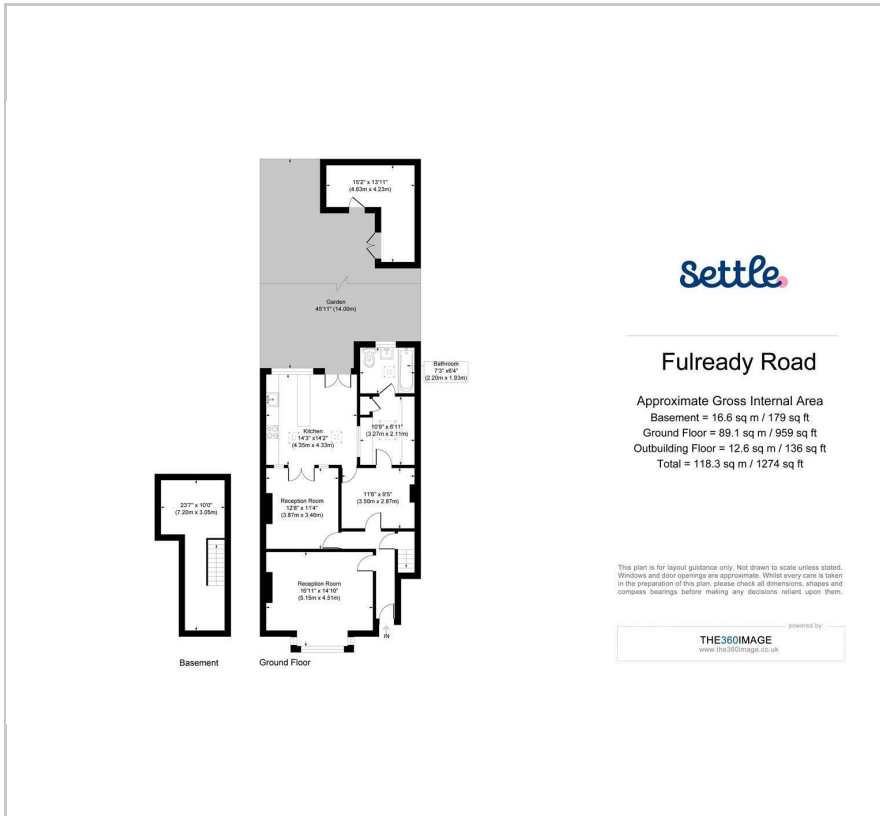 15'2" x 13'11"
(4.63m x 4.23m)
Garden
45'11" (14.00m)
Bathroom
7'3" x6'4"
(2.20m x 1.93m)
10'9" x 6'11"
(3.27m x 2.11m)
Kitchen
14'3" x14'2"
(4.35m x 4.33m)
11'6" x 9'5"
(3.50m x 2.87m)
Reception Room
12'8" x 11'4"
(3.87m x 3.46m)
Reception Room
16'11" x 14'10"
(5.15m x 4.51m)
IN
Ground Floor
23'7" x 10'0"
(7.20m x 3.05m)
Basement
settle
Fulready Road
Approximate Gross Internal Area
Basement = 16.6 sq m / 179 sq ft
Ground Floor = 89.1 sq m / 959 sq ft
Outbuilding Floor = 12.6 sq m / 136 sq ft
Total = 118.3 sq m / 1274 sq ft
This plan is for layout guidance only. Not drawn to scale unless stated.
Windows and door openings are approximate. Whilst every care is taken
in the preparation of this plan, please check all dimensions, shapes and
compass bearings before making any decisions reliant upon them.
powered by:
THE360IMAGE
www.the360image.co.uk